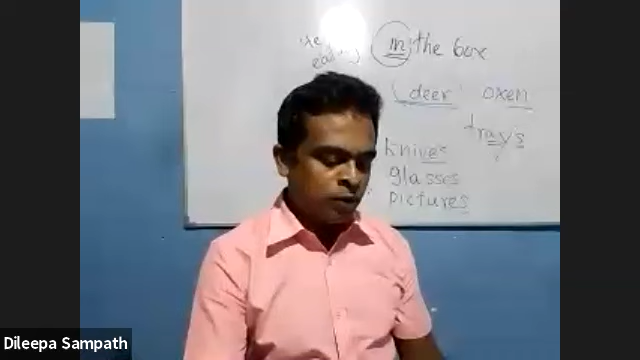 in the box
deer oxen
trays
knives
glasses
pictures
Dileepa Sampath